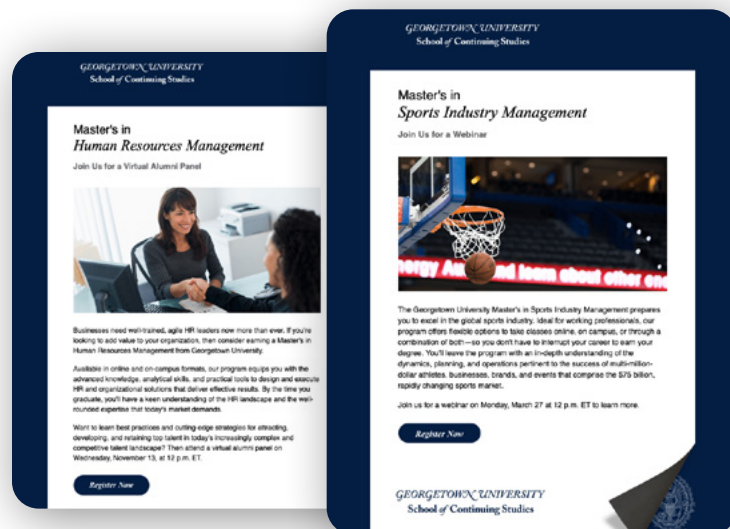 GEORGETOWN UNIVERSITY
School of Continuing Studies
Master's in
Human Resources Management
Join Us for a Virtual Alumni Panel
Businesses need well-trained, agile HR leaders now more than ever. If you're
looking to add value to your organization, then consider earning a Master's in
Human Resources Management from Georgetown University.
Available in online and on-campus formats, our program equips you with the
advanced knowledge, analytical skills, and practical tools to design and execute
HR and organizational solutions that deliver effective results. By the time you
graduate, you'll have a keen understanding of the HR landscape and the well-
rounded expertise that today's market demands.
Want to learn best practices and cutting-edge strategies for attracting,
developing, and retaining top talent in today's increasingly complex and
competitive talent landscape? Then attend a virtual alumni panel on
Wednesday, November 13, at 12 p.m. ET.
Register Now
GEORGETOWN UNIVERSITY
School of Continuing Studies
Master's in
Sports Industry Management
Join Us for a Webinar
ergy Au and learn about other one
The Georgetown University Master's in Sports Industry Management prepares
you to excel in the global sports industry. Ideal for working professionals, our
program offers flexible options to take classes online, on campus, or through a
combination of both—so you don't have to interrupt your career to earn your
degree. You'll leave the program with an in-depth understanding of the
dynamics, planning, and operations pertinent to the success of multi-million-
dollar athletes, businesses, brands, and events that comprise the $75 billion,
rapidly changing sports market.
Join us for a webinar on Monday, March 27 at 12 p.m. ET to learn more.
Register Now
GEORGETOWN UNIVERSITY
School of Continuing Studies